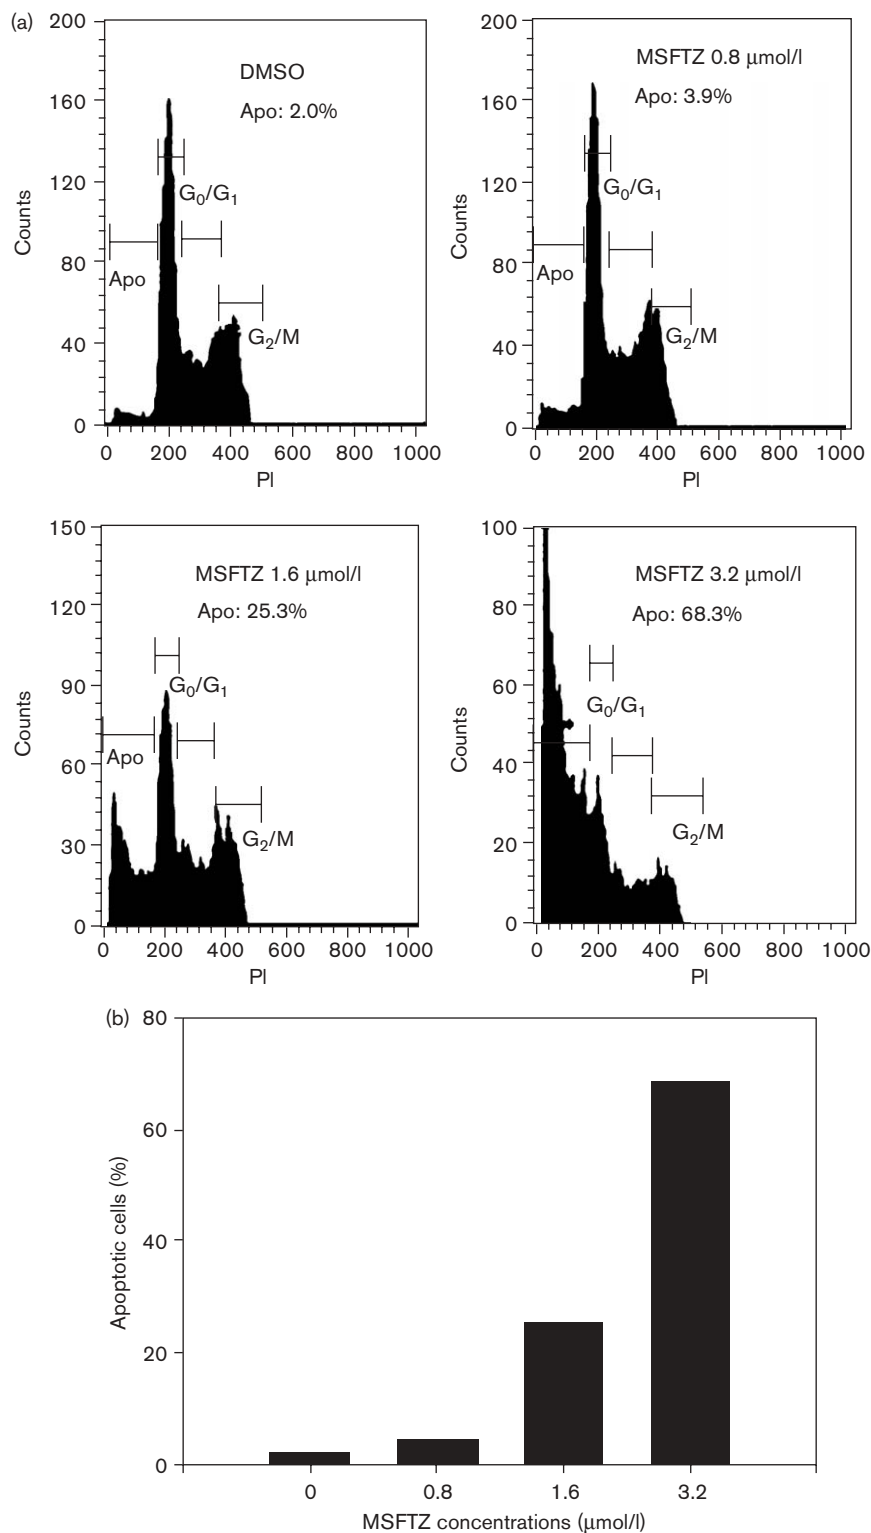 (a)
200
160
120
80
40
0
Counts
DMSO
Apo: 2.0%
G0/G1
Apo
G2/M
0 200 400 600 800 1000
PI
200
160
120
80
40
0
Counts
MSFTZ 0.8 µmol/l
Apo: 3.9%
G0/G1
Apo
G2/M
0 200 400 600 800 1000
PI
150
120
90
60
30
0
Counts
MSFTZ 1.6 µmol/l
Apo: 25.3%
G0/G1
Apo
G2/M
0 200 400 600 800 1000
PI
100
80
60
40
20
0
Counts
MSFTZ 3.2 µmol/l
Apo: 68.3%
G0/G1
G2/M
0 200 400 600 800 1000
PI
(b)
80
60
40
20
0
Apoptotic cells (%)
0 0.8 1.6 3.2
MSFTZ concentrations (µmol/l)